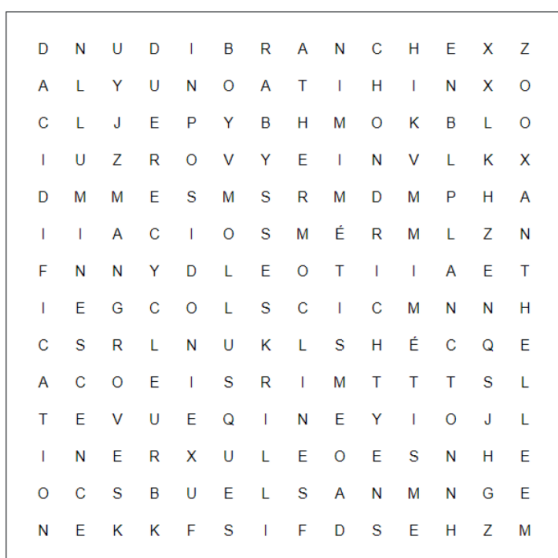 D N U D I B R A N C H E X Z
A L Y U N O A T I H I N X O
C L J E P Y B H M O K B L O
I U Z R O V Y E I N V L K X
D M M E S M S R M D M P H A
I I A C I O S M É R M L Z N
F N N Y D L E O T I I A E T
I E G C O L S C I C M N N H
C S R L N U K L S H É C Q E
A C O E I S R I M T T T S L
T E V U E Q I N E Y I O J L
I N E R X U L E O E S N H E
O C S B U E L S A N M N G E
N E K K F S I F D S E H Z M